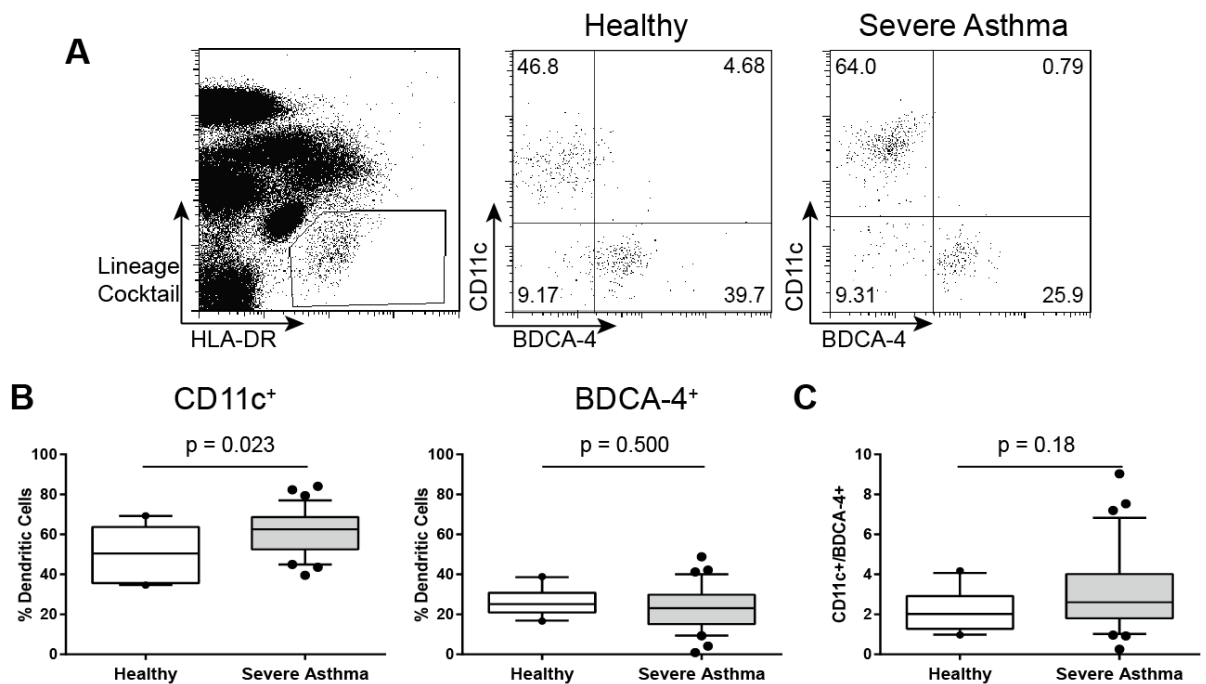 A
Healthy
Severe Asthma
Lineage
Cocktail
HLA-DR
46.8
4.68
9.17
39.7
CD11c
BDCA-4
64.0
0.79
9.31
25.9
CD11c
BDCA-4
B
CD11c⁺
p = 0.023
% Dendritic Cells
100
80
60
40
20
0
Healthy
Severe Asthma
BDCA-4⁺
p = 0.500
% Dendritic Cells
100
80
60
40
20
0
Healthy
Severe Asthma
C
p = 0.18
CD11c+/BDCA-4+
10
8
6
4
2
0
Healthy
Severe Asthma